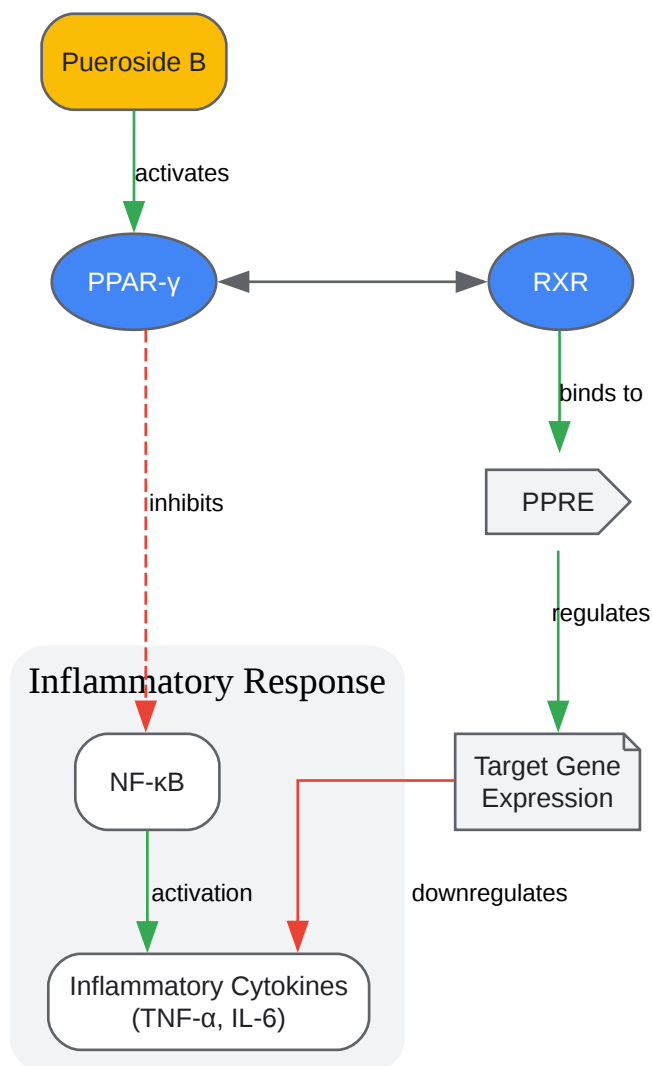 Pueroside B
activates
PPAR-γ
RXR
binds to
inhibits
PPRE
regulates
Inflammatory Response
NF-κB
Target Gene
Expression
activation
downregulates
Inflammatory Cytokines
(TNF-α, IL-6)